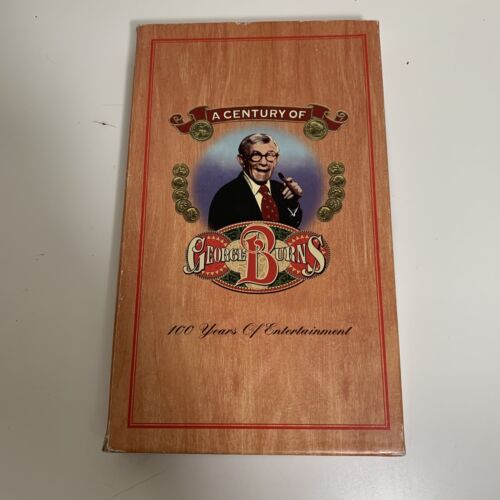 A CENTURY OF
GEORGE BURNS
100 Years Of Entertainment